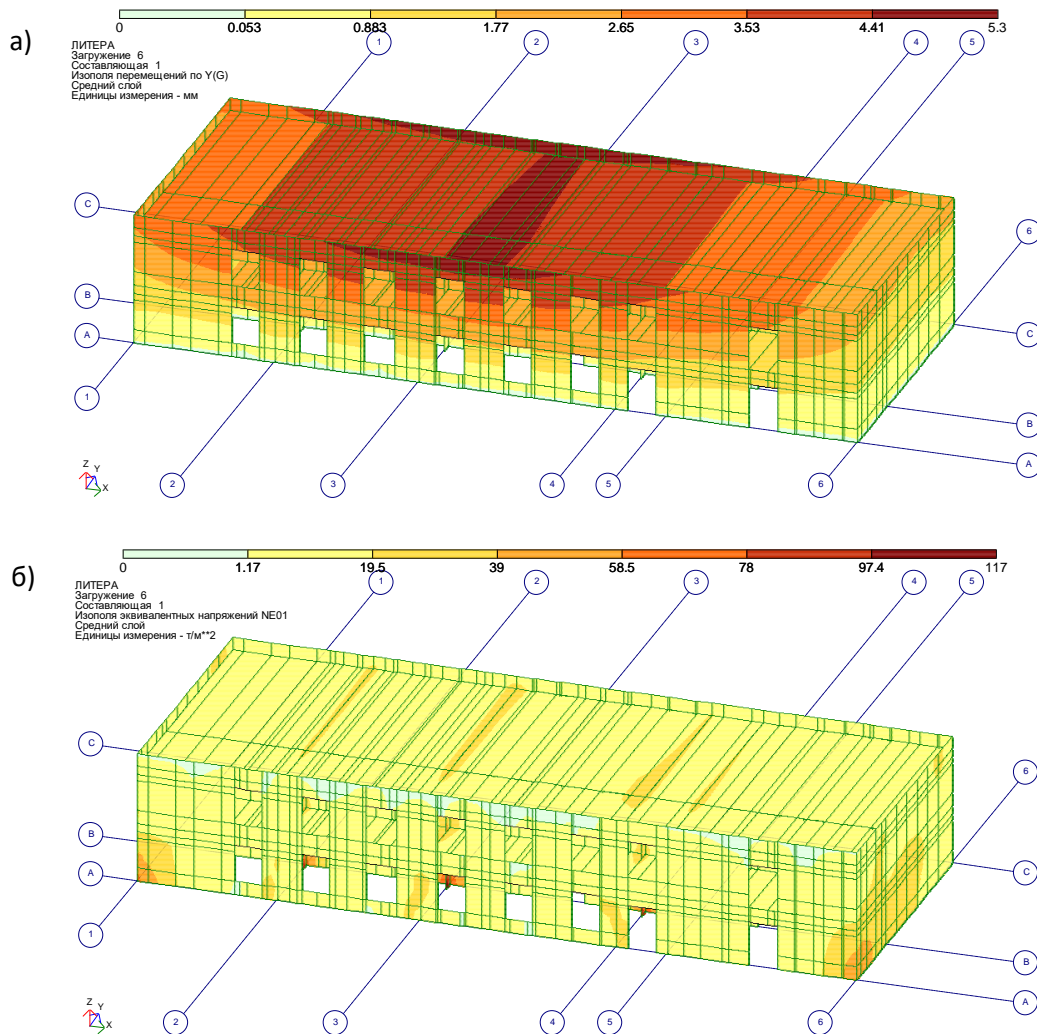 0 0.053 0.883 1.77 2.65 3.53 4.41 5.3
а)
1 2 3 4 5
ЛИТЕРА
Загружение 6
Составляющая 1
Изополя перемещений по Y(G)
Средний слой
Единицы измерения - мм
C
6
B
A
C
1
B
A
Z
Y
X
2 3 4 5 6
0 1.17 19.5 39 58.5 78 97.4 117
б)
1 2 3 4 5
ЛИТЕРА
Загружение 6
Составляющая 1
Изополя эквивалентных напряжений NE01
Средний слой
Единицы измерения - т/м**2
C
6
B
A
C
1
B
A
Z
Y
X
2 3 4 5 6